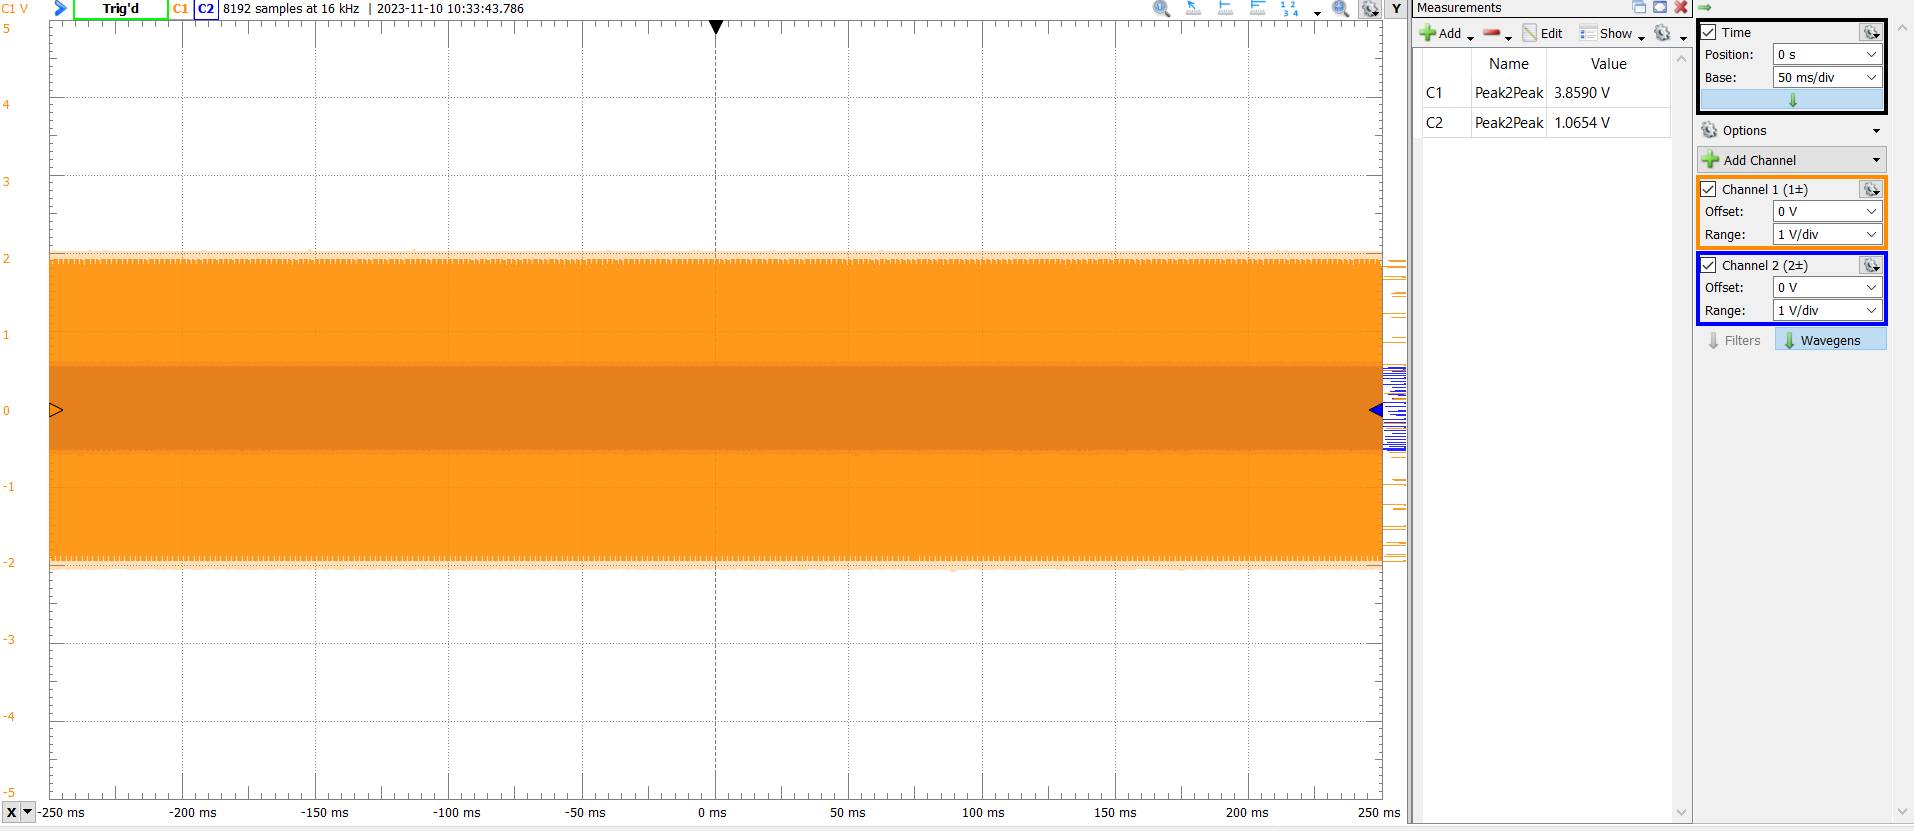 C1 V Trig'd C1 C2 8192 samples at 16 kHz | 2023-11-10 10:33:43.786 1 2 3 4 Y
5
4
3
2
1
0
-1
-2
-3
-4
-5
X -250 ms -200 ms -150 ms -100 ms -50 ms 0 ms 50 ms 100 ms 150 ms 200 ms 250 ms
Measurements
Add Edit Show
Name Value
C1 Peak2Peak 3.8590 V
C2 Peak2Peak 1.0654 V
Time
Position: 0 s
Base: 50 ms/div
Options
Add Channel
Channel 1 (1±)
Offset: 0 V
Range: 1 V/div
Channel 2 (2±)
Offset: 0 V
Range: 1 V/div
Filters Wavegens